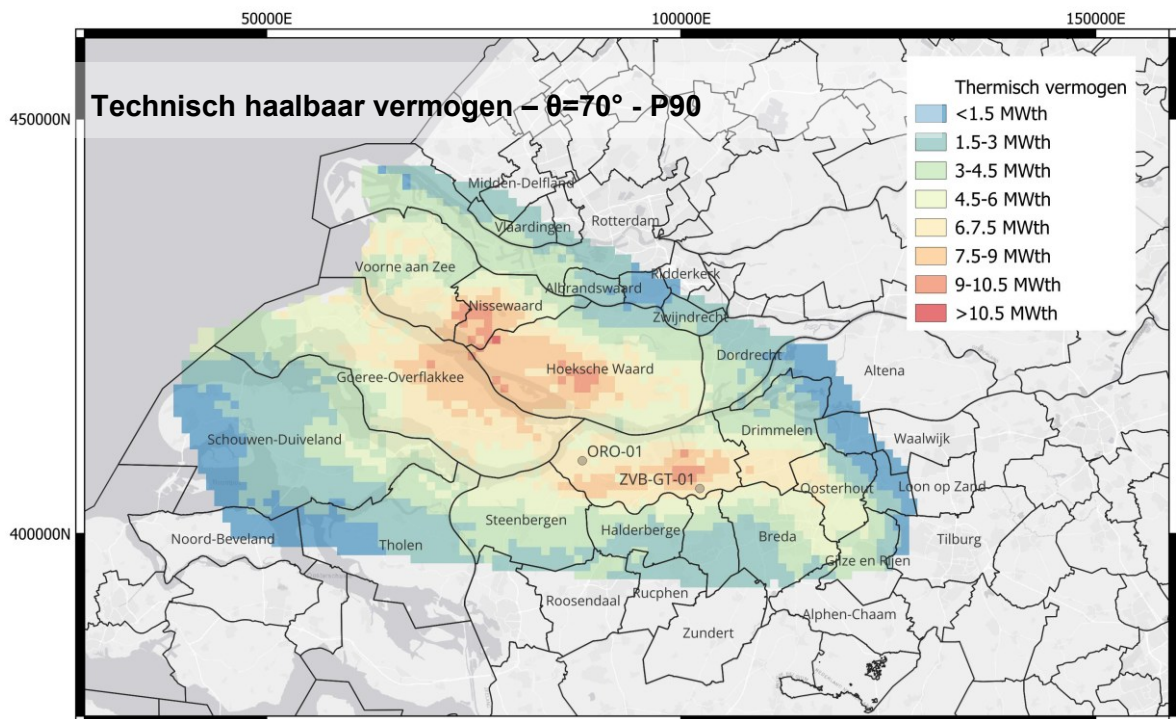 50000E
100000E
150000E
450000N
400000N
Technisch haalbaar vermogen – θ=70° - P90
Thermisch vermogen
<1.5 MWth
1.5-3 MWth
3-4.5 MWth
4.5-6 MWth
6.7.5 MWth
7.5-9 MWth
9-10.5 MWth
>10.5 MWth
Midden-Delfland
Rotterdam
Vlaardingen
Voorne aan Zee
Ridderkerk
Albrandswaard
Nissewaard
Zwijndrecht
Dordrecht
Hoeksche Waard
Altena
Goeree-Overflakkee
Drimmelen
Schouwen-Duiveland
Waalwijk
ORO-01
ZVB-GT-01
Oosterhout
Loon op Zand
Steenbergen
Halderberge
Breda
Noord-Beveland
Tholen
Tilburg
Gilze en Rijen
Roosendaal
Rucphen
Alphen-Chaam
Zundert